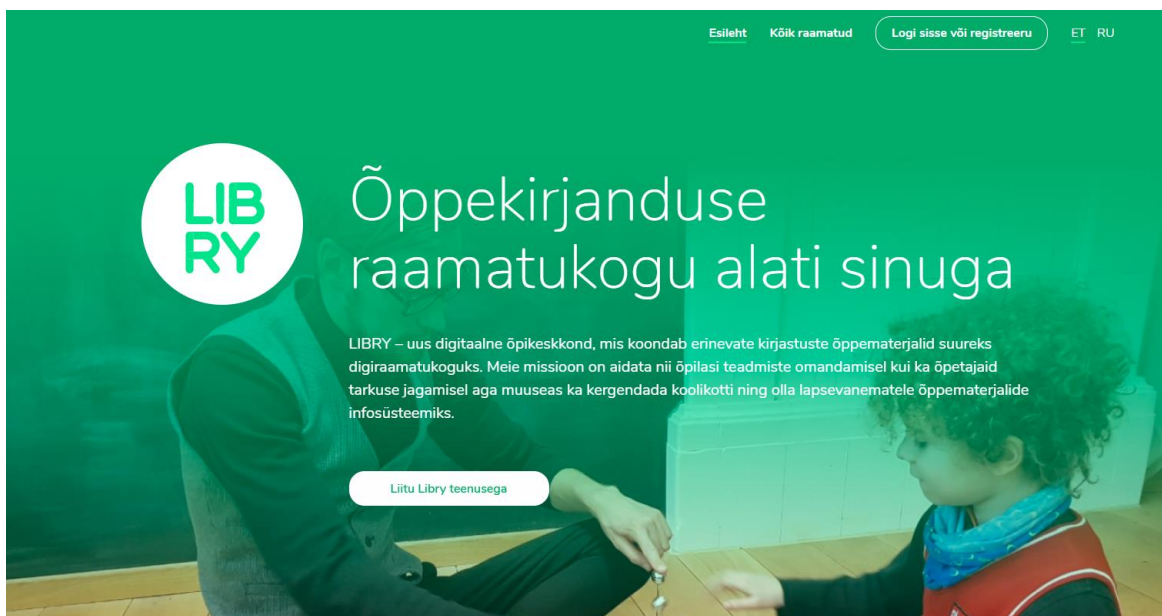 Esileht Kõik raamatud Logi sisse või registreeru ET RU
LIB
RY
Õppekirjanduse
raamatukogu alati sinuga
LIBRY – uus digitaalne õpikeskkond, mis koondab erinevate kirjastuste õppematerjalid suureks
digiraamatukoguks. Meie missioon on aidata nii õpilasi teadmiste omandamisel kui ka õpetajaid
tarkuse jagamisel aga muuseas ka kergendada koolikotti ning olla lapsevanematele õppematerjalide
infosüsteemiks.
Liitu Libry teenusega